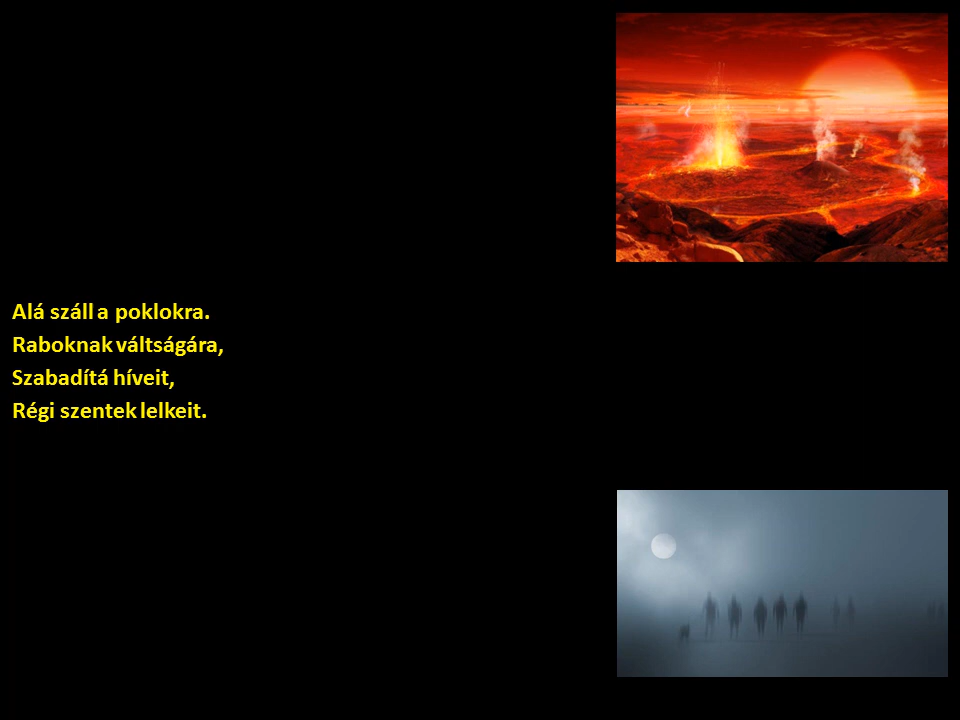 Alá száll a poklokra.
Raboknak váltságára,
Szabadítá híveit,
Régi szentek lelkeit.